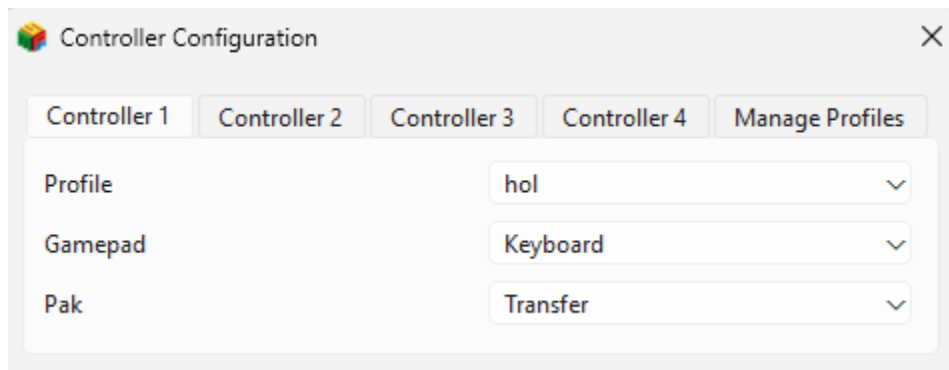 Controller Configuration
Controller 1 Controller 2 Controller 3 Controller 4 Manage Profiles
Profile hol
Gamepad Keyboard
Pak Transfer